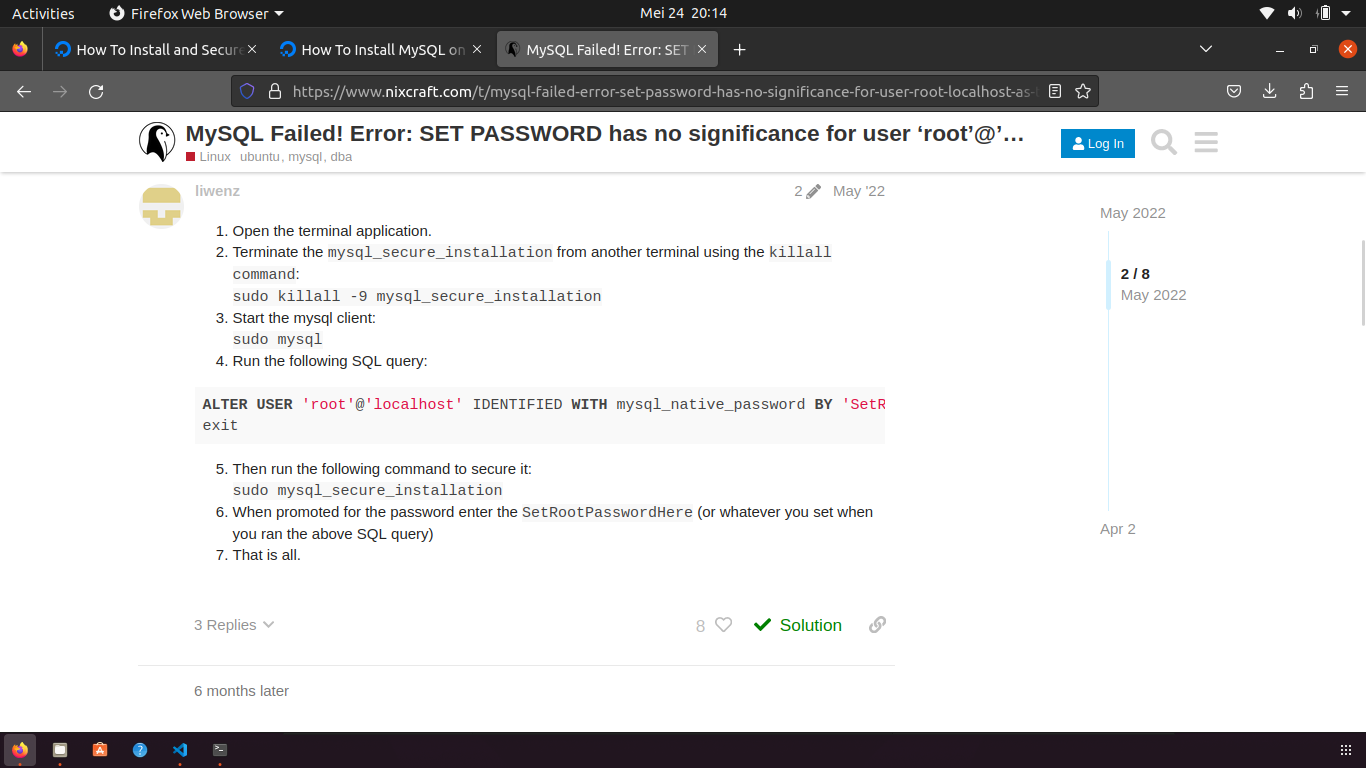 Activities
Firefox Web Browser
Mei 24 20:14
How To Install and Secure
How To Install MySQL on
MySQL Failed! Error: SET
https://www.nixcraft.com/t/mysql-failed-error-set-password-has-no-significance-for-user-root-localhost-as-
MySQL Failed! Error: SET PASSWORD has no significance for user ‘root’@’…
Linux ubuntu, mysql, dba
Log In
liwenz
2
May '22
1. Open the terminal application.
2. Terminate the mysql_secure_installation from another terminal using the killall
command:
sudo killall -9 mysql_secure_installation
3. Start the mysql client:
sudo mysql
4. Run the following SQL query:
ALTER USER 'root'@'localhost' IDENTIFIED WITH mysql_native_password BY 'SetR
exit
5. Then run the following command to secure it:
sudo mysql_secure_installation
6. When promoted for the password enter the SetRootPasswordHere (or whatever you set when
you ran the above SQL query)
7. That is all.
3 Replies
8
Solution
6 months later
May 2022
2 / 8
May 2022
Apr 2